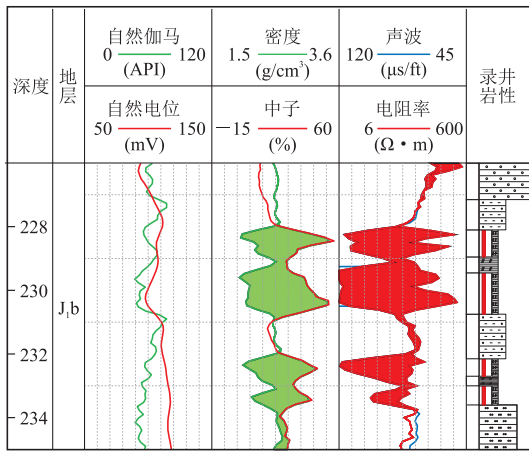 深度
地层
自然伽马
0 120
(API)
自然电位
50 150
(mV)
密度
1.5 3.6
(g/cm³)
中子
−15 60
(%)
声波
120 45
(μs/ft)
电阻率
6 600
(Ω·m)
录井岩性
228
230
232
234
J₁b